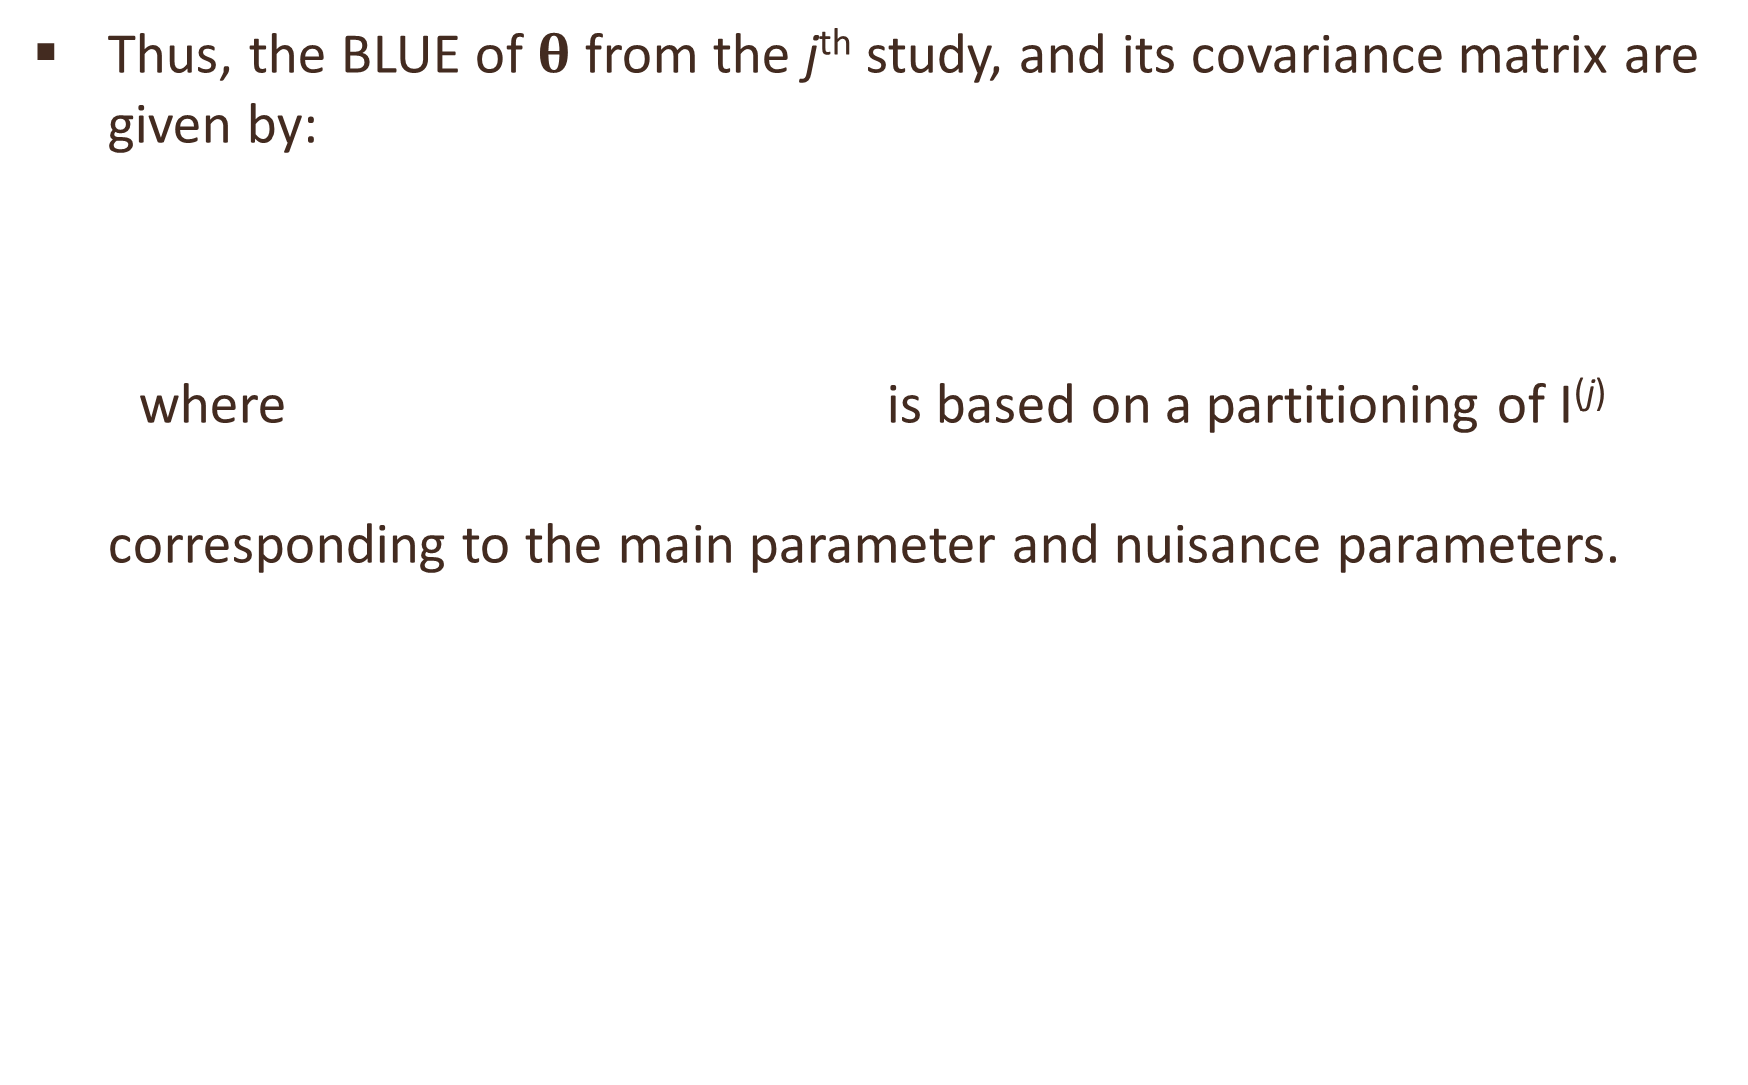 ▪ Thus, the BLUE of θ from the jth study, and its covariance matrix are
given by:
where is based on a partitioning of I(j)
corresponding to the main parameter and nuisance parameters.